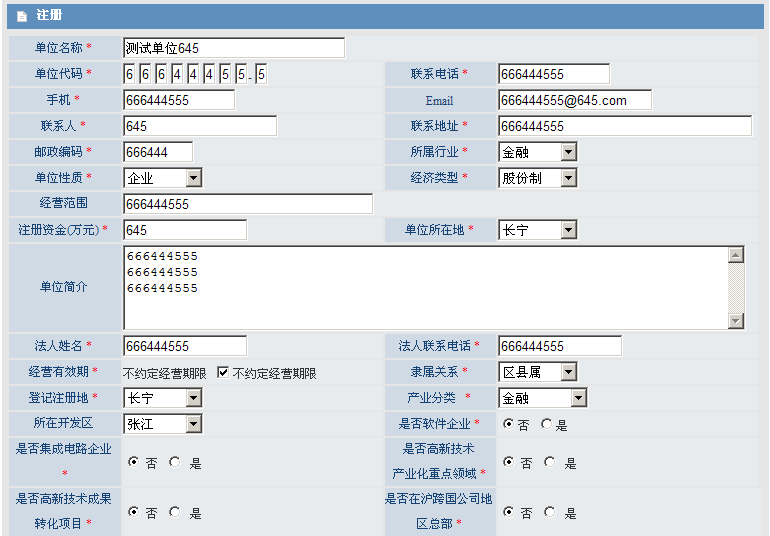 注册
单位名称 * 测试单位645
单位代码 * 6 6 6 4 4 4 5 5 - 5 联系电话 * 666444555
手机 * 666444555 Email 666444555@645.com
联系人 * 645 联系地址 * 666444555
邮政编码 * 666444 所属行业 * 金融
单位性质 * 企业 经济类型 * 股份制
经营范围 666444555
注册资金(万元) * 645 单位所在地 * 长宁
单位简介
666444555
666444555
666444555
法人姓名 * 666444555 法人联系电话 * 666444555
经营有效期 * 不约定经营期限 不约定经营期限 隶属关系 * 区县属
登记注册地 * 长宁 产业分类 * 金融
所在开发区 张江 是否软件企业 * 否 是
是否集成电路企业
* 否 是
是否高新技术
产业化重点领域 * 否 是
是否高新技术成果
转化项目 * 否 是
是否在沪跨国公司地
区总部 * 否 是